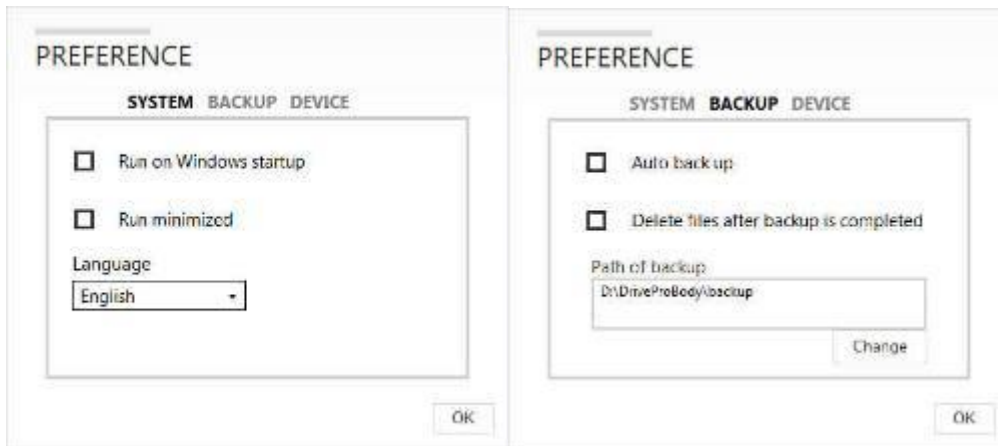 PREFERENCE
SYSTEM BACKUP DEVICE
Run on Windows startup
Run minimized
Language
English
OK
PREFERENCE
SYSTEM BACKUP DEVICE
Auto back up
Delete files after backup is completed
Path of backup
D:\DriveProBody\backup
Change
OK